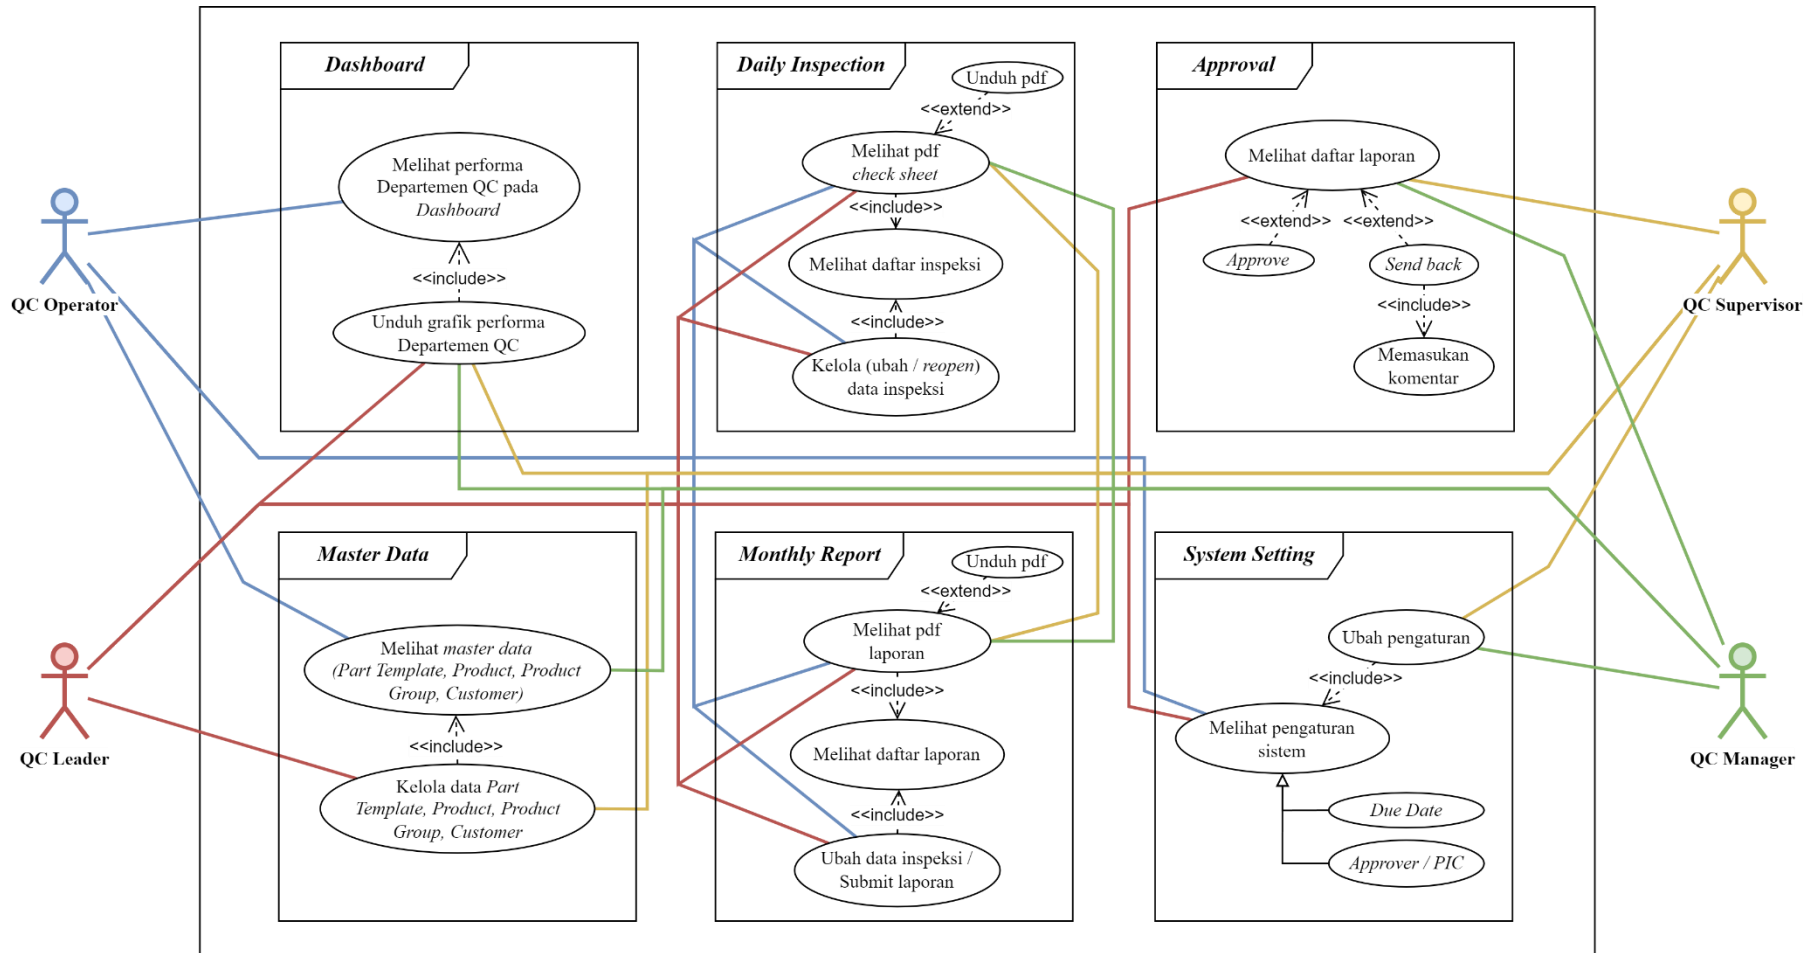 Dashboard
Melihat performa
Departemen QC pada
Dashboard
<<include>>
Unduh grafik performa
Departemen QC
Daily Inspection
Unduh pdf
<<extend>>
Melihat pdf
check sheet
<<include>>
Melihat daftar inspeksi
<<include>>
Kelola (ubah / reopen)
data inspeksi
Approval
Melihat daftar laporan
<<extend>>
<<extend>>
Approve
Send back
<<include>>
Memasukan
komentar
QC Operator
QC Supervisor
Master Data
Melihat master data
(Part Template, Product, Product
Group, Customer)
<<include>>
Kelola data Part
Template, Product, Product
Group, Customer
Monthly Report
Unduh pdf
<<extend>>
Melihat pdf
laporan
<<include>>
Melihat daftar laporan
<<include>>
Ubah data inspeksi /
Submit laporan
System Setting
Ubah pengaturan
<<include>>
Melihat pengaturan
sistem
Due Date
Approver / PIC
QC Leader
QC Manager